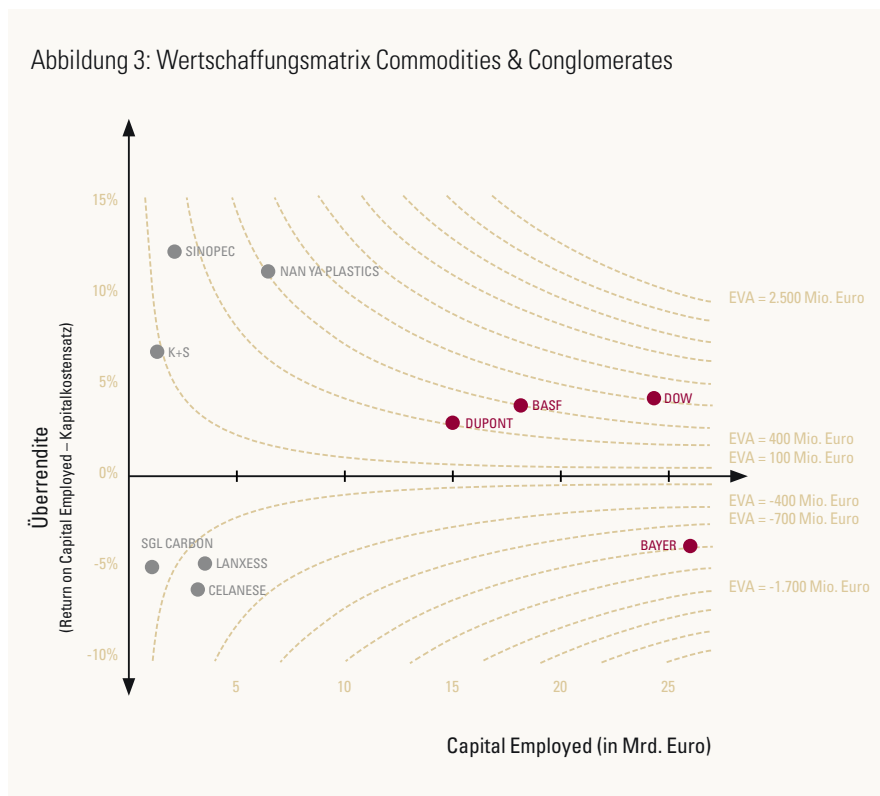 Abbildung 3: Wertschaffungsmatrix Commodities & Conglomerates
Überrendite
(Return on Capital Employed – Kapitalkostensatz)
15%
10%
5%
0%
-5%
-10%
SINOPEC
NAN YA PLASTICS
K+S
BASF
DOW
DUPONT
SGL CARBON
LANXESS
CELANESE
BAYER
EVA = 2.500 Mio. Euro
EVA = 400 Mio. Euro
EVA = 100 Mio. Euro
EVA = -400 Mio. Euro
EVA = -700 Mio. Euro
EVA = -1.700 Mio. Euro
5 10 15 20 25
Capital Employed (in Mrd. Euro)